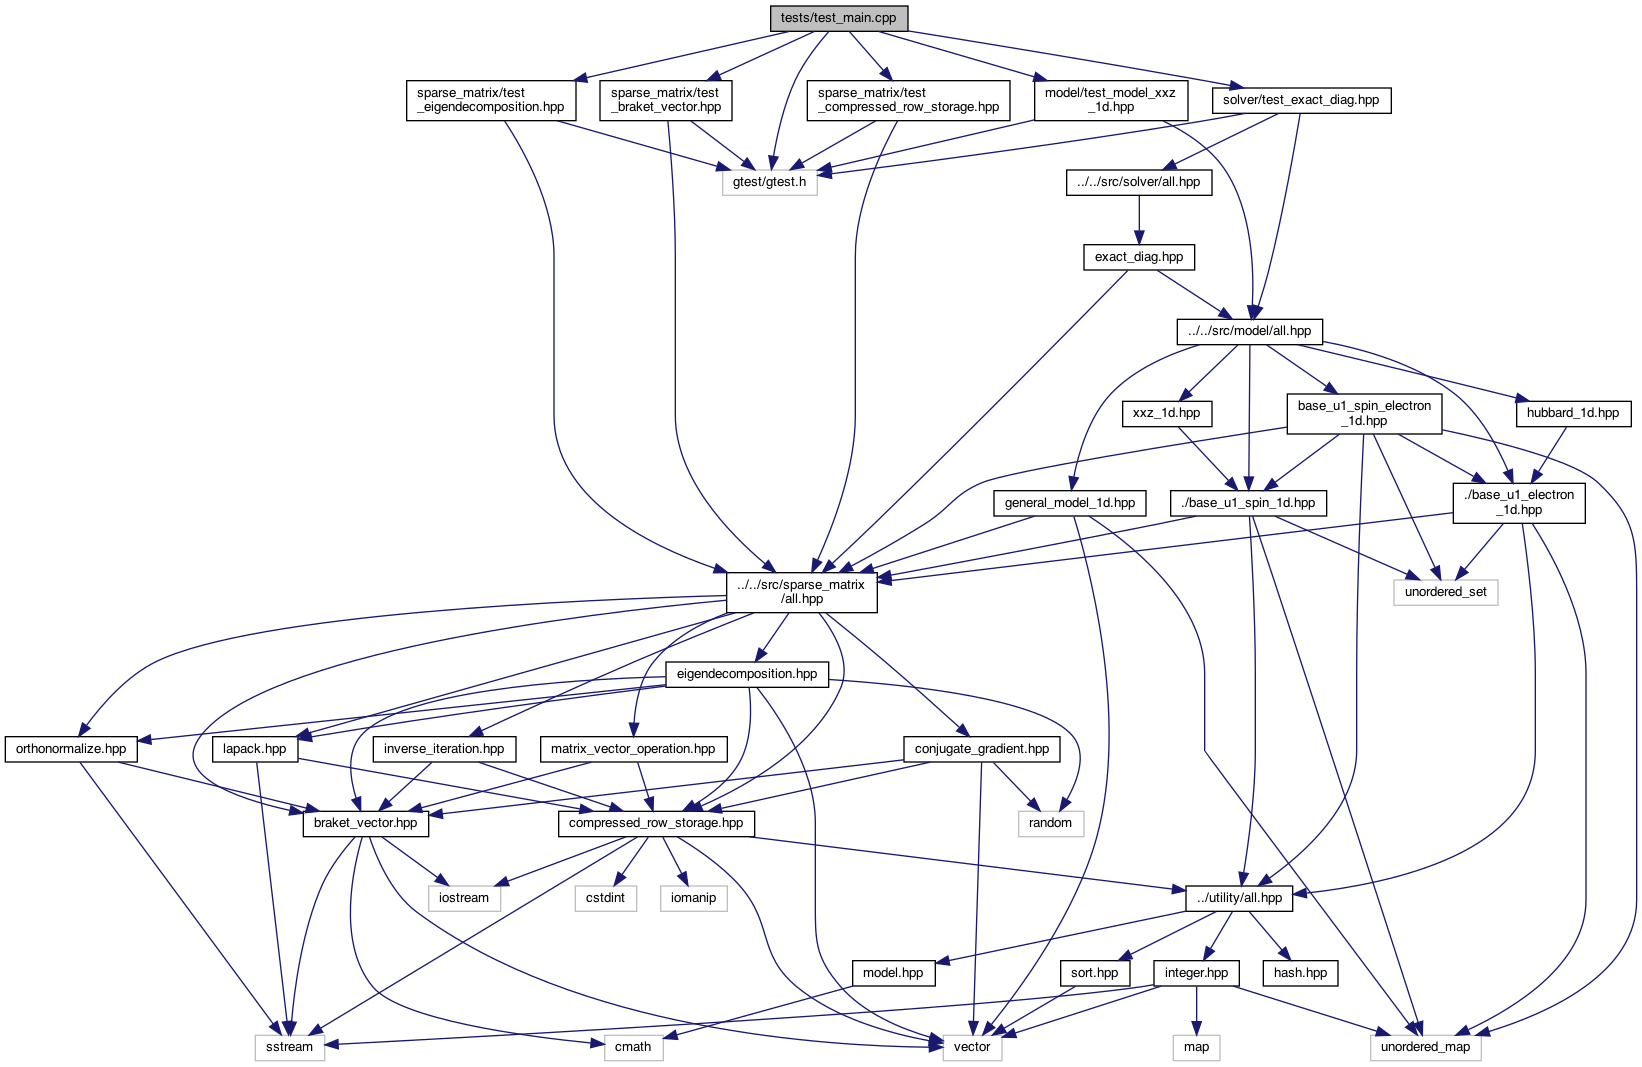 tests/test_main.cpp
sparse_matrix/test
_eigendecomposition.hpp
sparse_matrix/test
_braket_vector.hpp
sparse_matrix/test
_compressed_row_storage.hpp
model/test_model_xxz
_1d.hpp
solver/test_exact_diag.hpp
gtest/gtest.h
../../src/solver/all.hpp
exact_diag.hpp
../../src/model/all.hpp
xxz_1d.hpp
base_u1_spin_electron
_1d.hpp
hubbard_1d.hpp
general_model_1d.hpp
./base_u1_spin_1d.hpp
./base_u1_electron
_1d.hpp
../../src/sparse_matrix
/all.hpp
unordered_set
eigendecomposition.hpp
orthonormalize.hpp
lapack.hpp
inverse_iteration.hpp
matrix_vector_operation.hpp
conjugate_gradient.hpp
braket_vector.hpp
compressed_row_storage.hpp
random
iostream
cstdint
iomanip
../utility/all.hpp
model.hpp
sort.hpp
integer.hpp
hash.hpp
sstream
cmath
vector
map
unordered_map